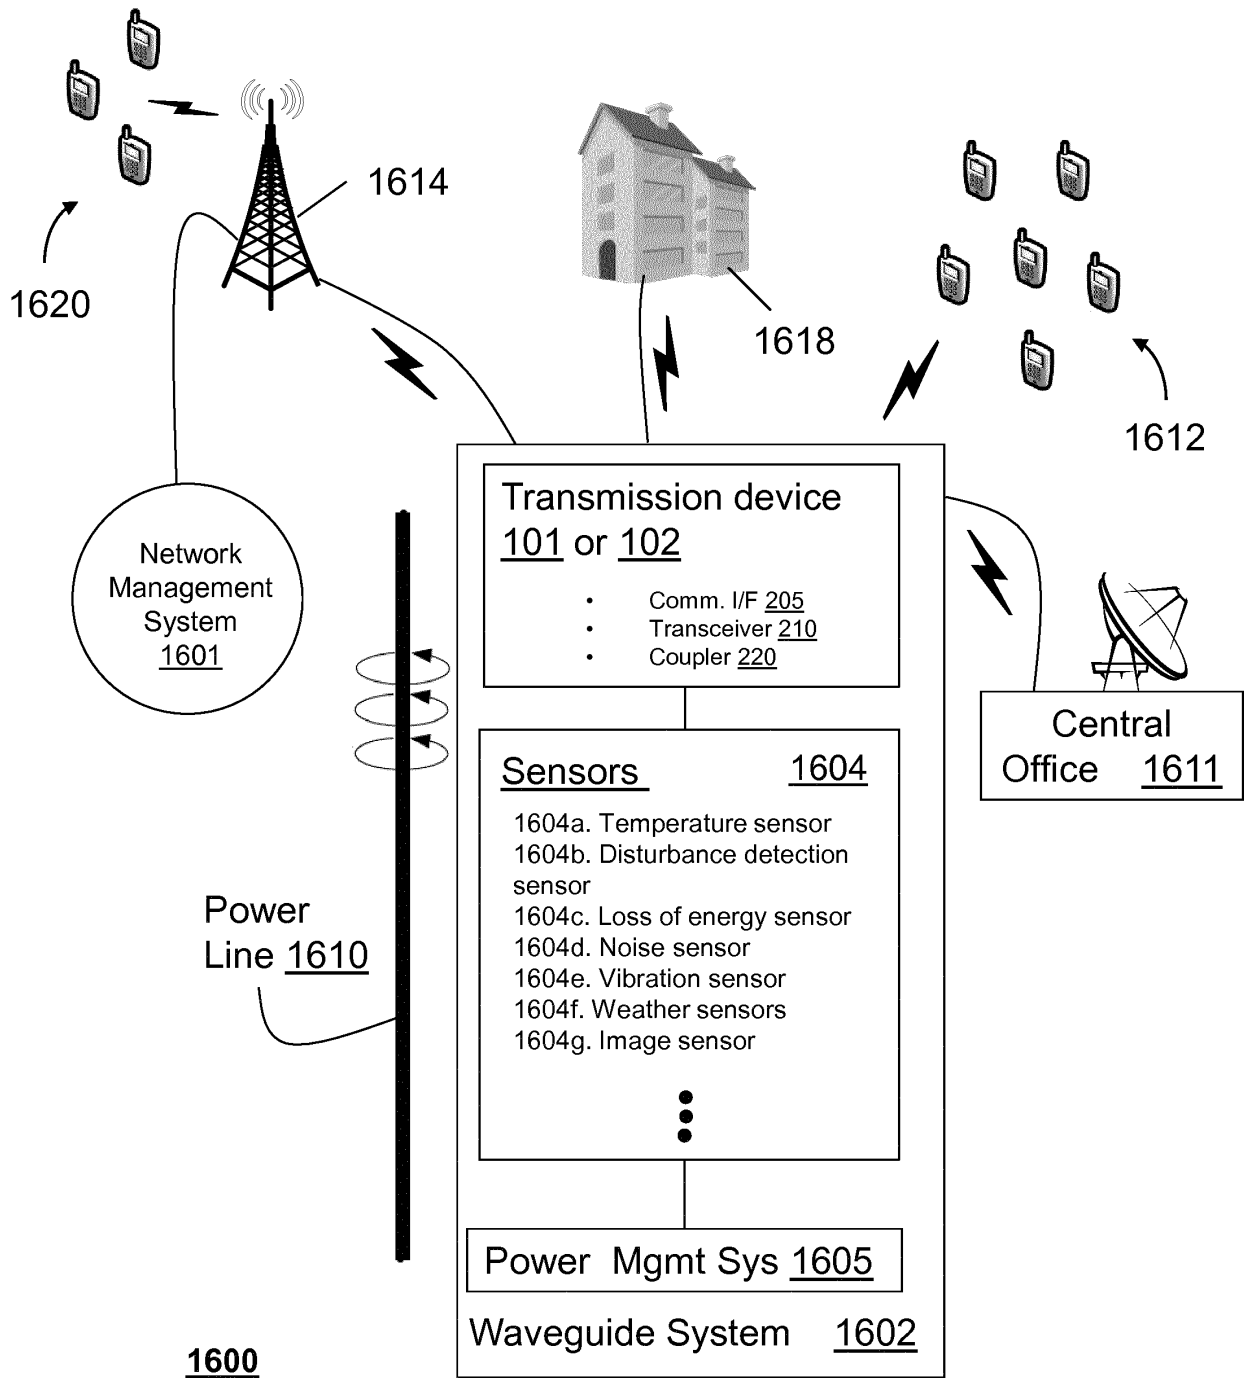 1614
1620
1618
1612
Network
Management
System
1601
Transmission device
101 or 102
• Comm. I/F 205
• Transceiver 210
• Coupler 220
Central
Office 1611
Sensors 1604
1604a. Temperature sensor
1604b. Disturbance detection
sensor
1604c. Loss of energy sensor
1604d. Noise sensor
1604e. Vibration sensor
1604f. Weather sensors
1604g. Image sensor
Power
Line 1610
Power Mgmt Sys 1605
Waveguide System 1602
1600